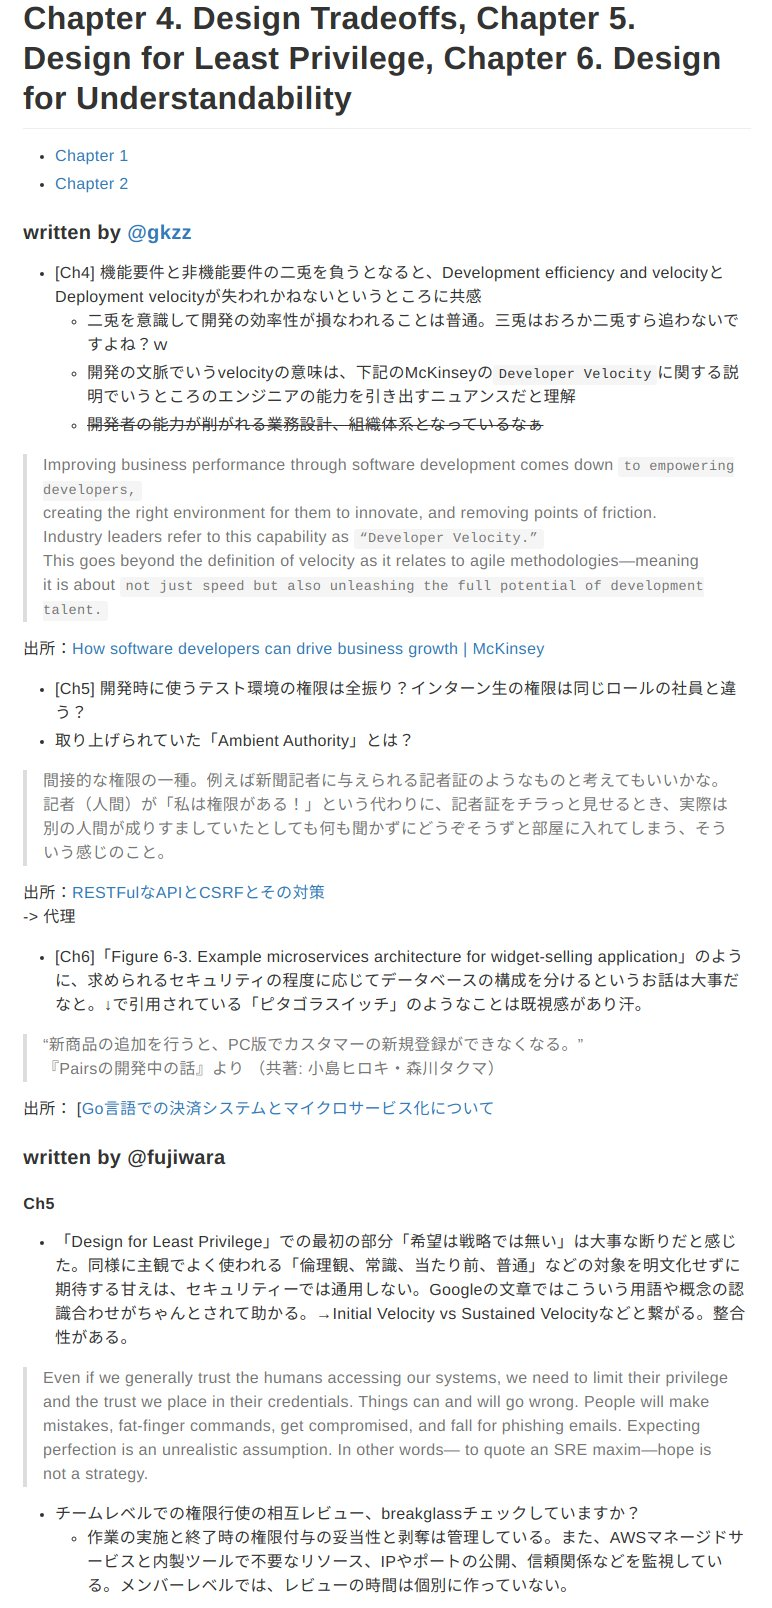 Chapter 4. Design Tradeoffs, Chapter 5.
Design for Least Privilege, Chapter 6. Design
for Understandability
Chapter 1
Chapter 2
written by @gkzz
[Ch4] 機能要件と非機能要件の二兎を負うとなると、Development efficiency and velocityと
Deployment velocityが失われかねないというところに共感
二兎を意識して開発の効率性が損なわれることは普通。三兎はおろか二兎すら追わないで
すよね？ｗ
開発の文脈でいうvelocityの意味は、下記のMcKinseyの Developer Velocity に関する説
明でいうところのエンジニアの能力を引き出すニュアンスだと理解
開発者の能力が削がれる業務設計、組織体系となっているなぁ
Improving business performance through software development comes down to empowering
developers,
creating the right environment for them to innovate, and removing points of friction.
Industry leaders refer to this capability as “Developer Velocity.”
This goes beyond the definition of velocity as it relates to agile methodologies—meaning
it is about not just speed but also unleashing the full potential of development
talent.
出所：How software developers can drive business growth | McKinsey
[Ch5] 開発時に使うテスト環境の権限は全振り？インターン生の権限は同じロールの社員と違
う？
取り上げられていた「Ambient Authority」とは？
間接的な権限の一種。例えば新聞記者に与えられる記者証のようなものと考えてもいいかな。
記者（人間）が「私は権限がある！」という代わりに、記者証をチラっと見せるとき、実際は
別の人間が成りすましていたとしても何も聞かずにどうぞそうずと部屋に入れてしまう、そう
いう感じのこと。
出所：RESTFulなAPIとCSRFとその対策
-> 代理
[Ch6]「Figure 6-3. Example microservices architecture for widget-selling application」のよう
に、求められるセキュリティの程度に応じてデータベースの構成を分けるというお話は大事だ
なと。↓で引用されている「ピタゴラスイッチ」のようなことは既視感があり汗。
“新商品の追加を行うと、PC版でカスタマーの新規登録ができなくなる。”
『Pairsの開発中の話』より （共著: 小島ヒロキ・森川タクマ）
出所： [Go言語での決済システムとマイクロサービス化について
written by @fujiwara
Ch5
「Design for Least Privilege」での最初の部分「希望は戦略では無い」は大事な断りだと感じ
た。同様に主観でよく使われる「倫理観、常識、当たり前、普通」などの対象を明文化せずに
期待する甘えは、セキュリティーでは通用しない。Googleの文章ではこういう用語や概念の認
識合わせがちゃんとされて助かる。→Initial Velocity vs Sustained Velocityなどと繋がる。整合
性がある。
Even if we generally trust the humans accessing our systems, we need to limit their privilege
and the trust we place in their credentials. Things can and will go wrong. People will make
mistakes, fat-finger commands, get compromised, and fall for phishing emails. Expecting
perfection is an unrealistic assumption. In other words— to quote an SRE maxim—hope is
not a strategy.
チームレベルでの権限行使の相互レビュー、breakglassチェックしていますか？
作業の実施と終了時の権限付与の妥当性と剥奪は管理している。また、AWSマネージドサ
ービスと内製ツールで不要なリソース、IPやポートの公開、信頼関係などを監視してい
る。メンバーレベルでは、レビューの時間は個別に作っていない。